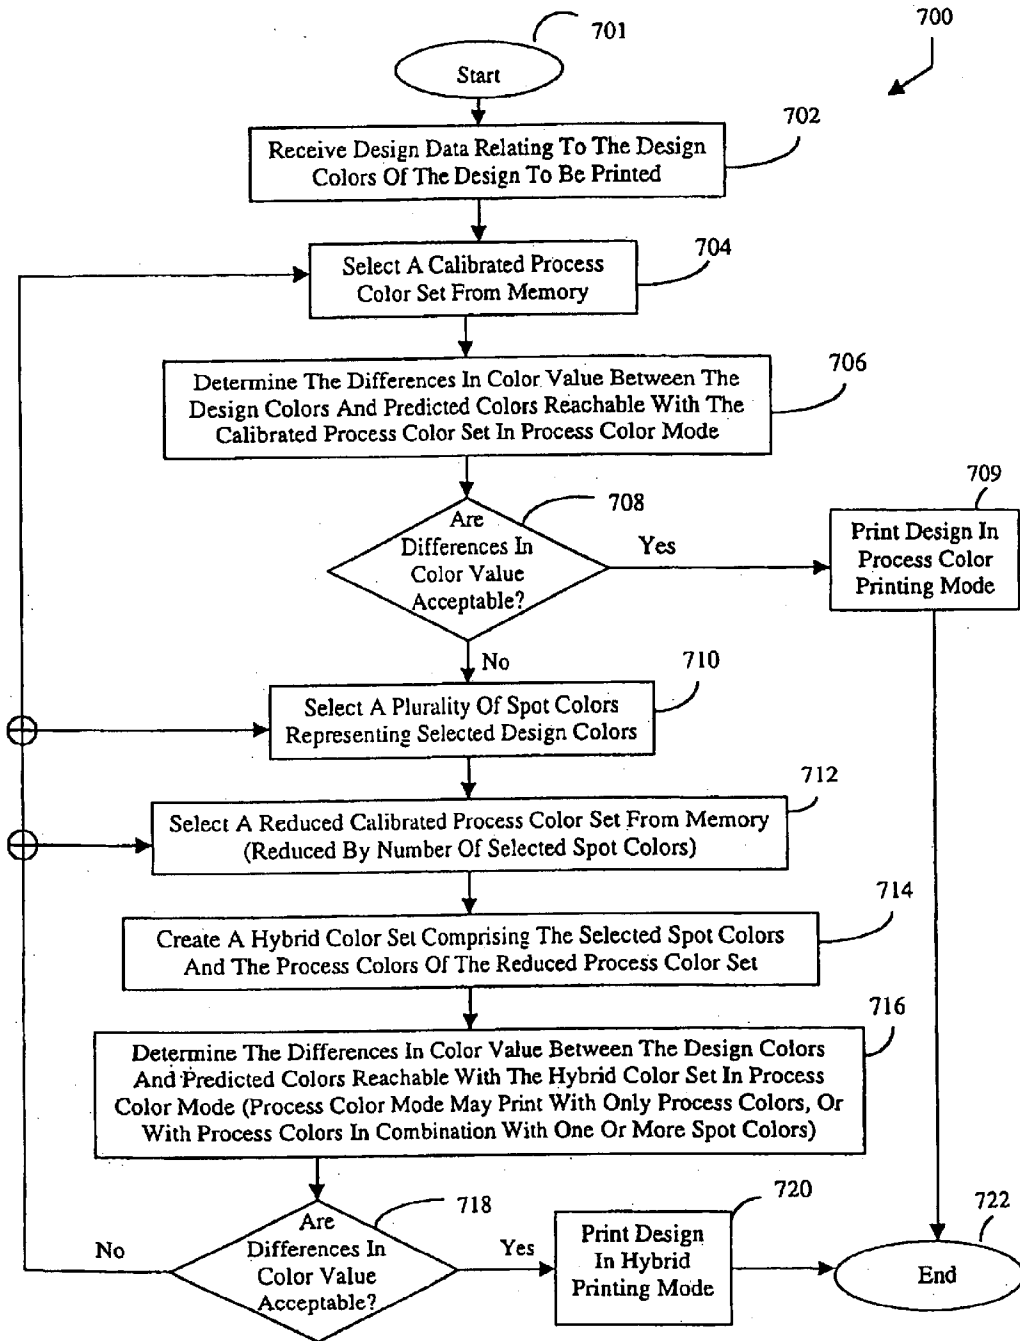 701
700
Start
702
Receive Design Data Relating To The Design
Colors Of The Design To Be Printed
704
Select A Calibrated Process
Color Set From Memory
706
Determine The Differences In Color Value Between The
Design Colors And Predicted Colors Reachable With The
Calibrated Process Color Set In Process Color Mode
708
Are
Differences In
Color Value
Acceptable?
Yes
709
Print Design In
Process Color
Printing Mode
No
710
Select A Plurality Of Spot Colors
Representing Selected Design Colors
712
Select A Reduced Calibrated Process Color Set From Memory
(Reduced By Number Of Selected Spot Colors)
714
Create A Hybrid Color Set Comprising The Selected Spot Colors
And The Process Colors Of The Reduced Process Color Set
716
Determine The Differences In Color Value Between The Design Colors
And Predicted Colors Reachable With The Hybrid Color Set In Process
Color Mode (Process Color Mode May Print With Only Process Colors, Or
With Process Colors In Combination With One Or More Spot Colors)
718
Are
Differences In
Color Value
Acceptable?
No
Yes
720
Print Design
In Hybrid
Printing Mode
722
End